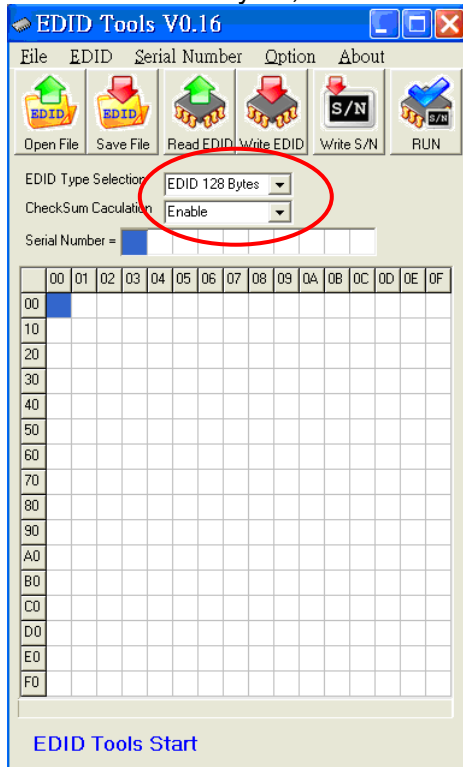 EDID Tools V0.16
File EDID Serial Number Option About
EDID EDID S/N S/N
Open File Save File Read EDID Write EDID Write S/N RUN
EDID Type Selection EDID 128 Bytes
CheckSum Caculation Enable
Serial Number =
00 01 02 03 04 05 06 07 08 09 0A 0B 0C 0D 0E 0F
00
10
20
30
40
50
60
70
80
90
A0
B0
C0
D0
E0
F0
EDID Tools Start